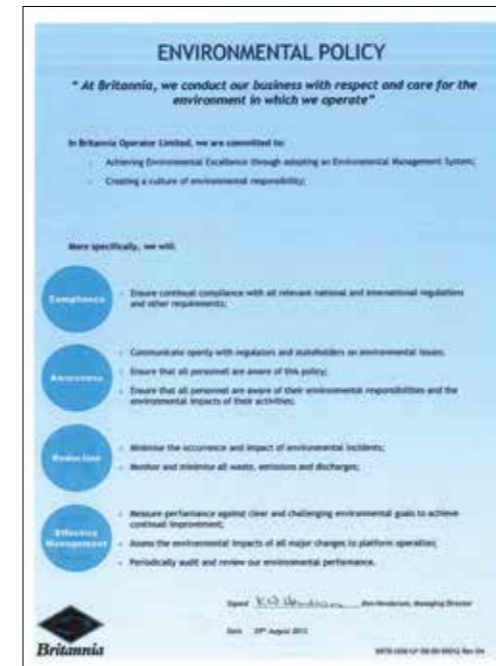 ENVIRONMENTAL POLICY
" At Britannia, we conduct our business with respect and care for the
environment in which we operate"
In Britannia Operator Limited, we are committed to:
- Achieving Environmental Excellence through adopting an Environmental Management System;
- Creating a culture of environmental responsibility;
More specifically, we will:
Compliance
- Ensure continual compliance with all relevant national and international regulations
and other requirements;
Awareness
- Communicate openly with regulators and stakeholders on environmental issues;
- Ensure that all personnel are aware of this policy;
- Ensure that all personnel are aware of their environmental responsibilities and the
environmental impacts of their activities;
Reduction
- Minimise the occurrence and impact of environmental incidents;
- Monitor and minimise all waste, emissions and discharges;
Effective
Management
- Measure performance against clear and challenging environmental goals to achieve
continual improvement;
- Assess the environmental impacts of all major changes to platform operation;
- Periodically audit and review our environmental performance.
Signed Henderson, Managing Director
Date August
Britannia